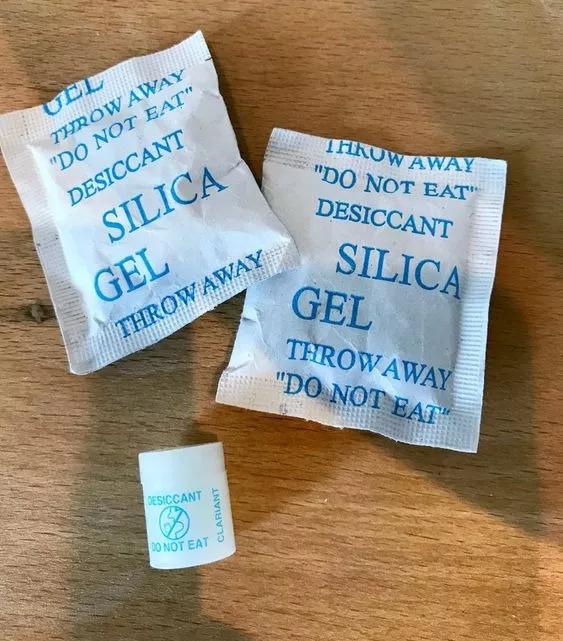 GEL
THROW AWAY
"DO NOT EAT"
DESICCANT
SILICA
GEL
THROW AWAY
THROW AWAY
"DO NOT EAT"
DESICCANT
SILICA
GEL
THROW AWAY
"DO NOT EAT"
DESICCANT
DO NOT EAT
CLARIANT